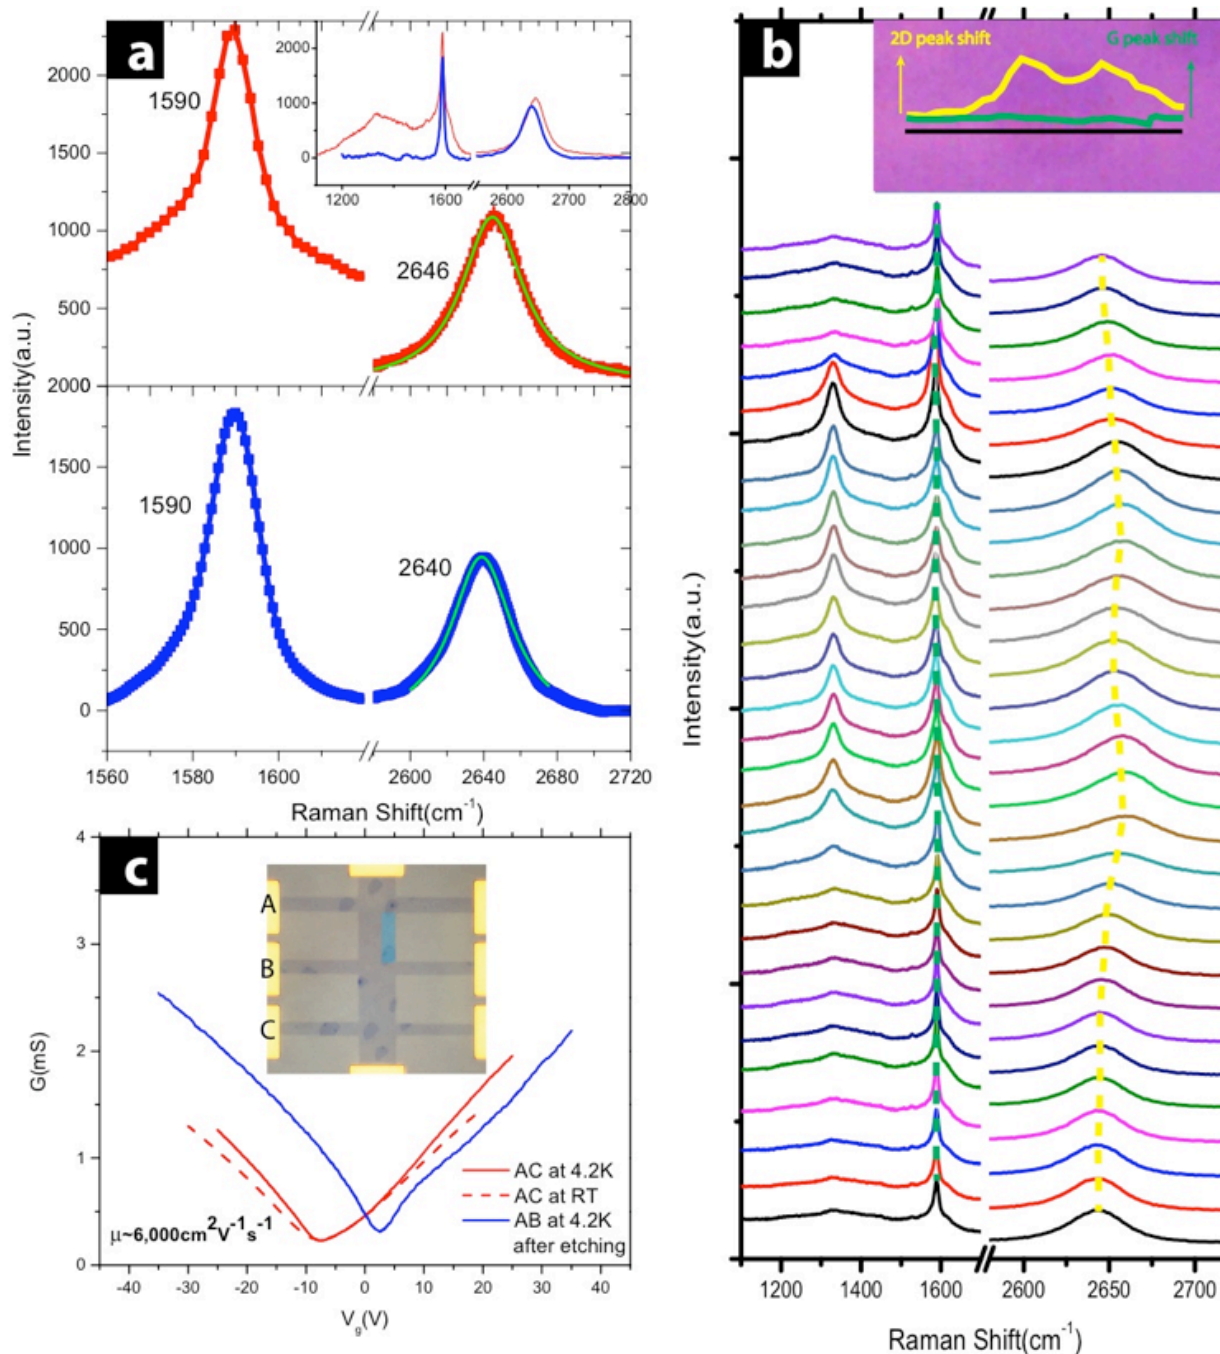 a
1590
2646
2000
1000
0
1200 1600 2600 2700 2800
2000
1500
1000
500
2000 0
1590
2640
1500
1000
500
0
Intensity(a.u.)
1560 1580 1600 2600 2640 2680 2720
Raman Shift(cm⁻¹)
b
2D peak shift
G peak shift
Intensity(a.u.)
1200 1400 1600 2600 2650 2700
Raman Shift(cm⁻¹)
c
A
B
C
4
3
2
1
0
G(mS)
AC at 4.2K
AC at RT
AB at 4.2K
after etching
μ~6,000cm²V⁻¹s⁻¹
-40 -30 -20 -10 0 10 20 30 40
Vg(V)